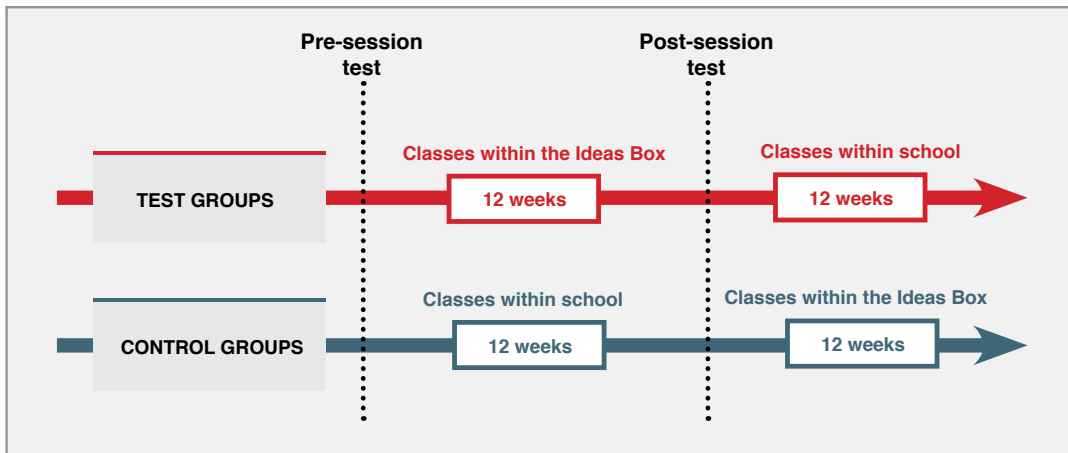 Pre-session
test
Post-session
test
Classes within the Ideas Box
Classes within school
TEST GROUPS
12 weeks
12 weeks
Classes within school
Classes within the Ideas Box
CONTROL GROUPS
12 weeks
12 weeks